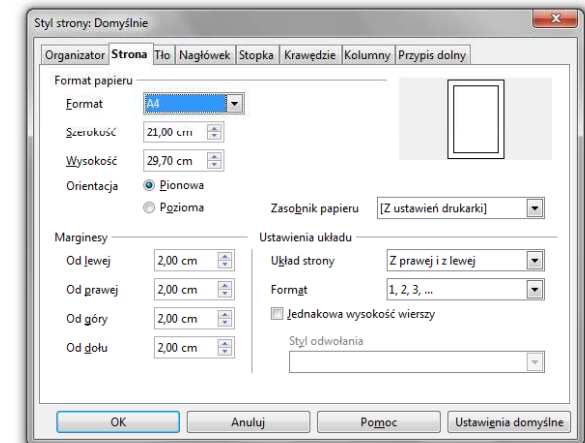 Styl strony: Domyślnie
Organizator Strona Tło Nagłówek Stopka Krawędzie Kolumny Przypis dolny
Format papieru
Format A4
Szerokość 21,00 cm
Wysokość 29,70 cm
Orientacja Pionowa
Pozioma Zasobnik papieru [Z ustawień drukarki]
Marginesy Ustawienia układu
Od lewej 2,00 cm Układ strony Z prawej i z lewej
Od prawej 2,00 cm Format 1, 2, 3, ...
Od góry 2,00 cm Jednakowa wysokość wierszy
Od dołu 2,00 cm Styl odwołania
OK Anuluj Pomoc Ustawienia domyślne